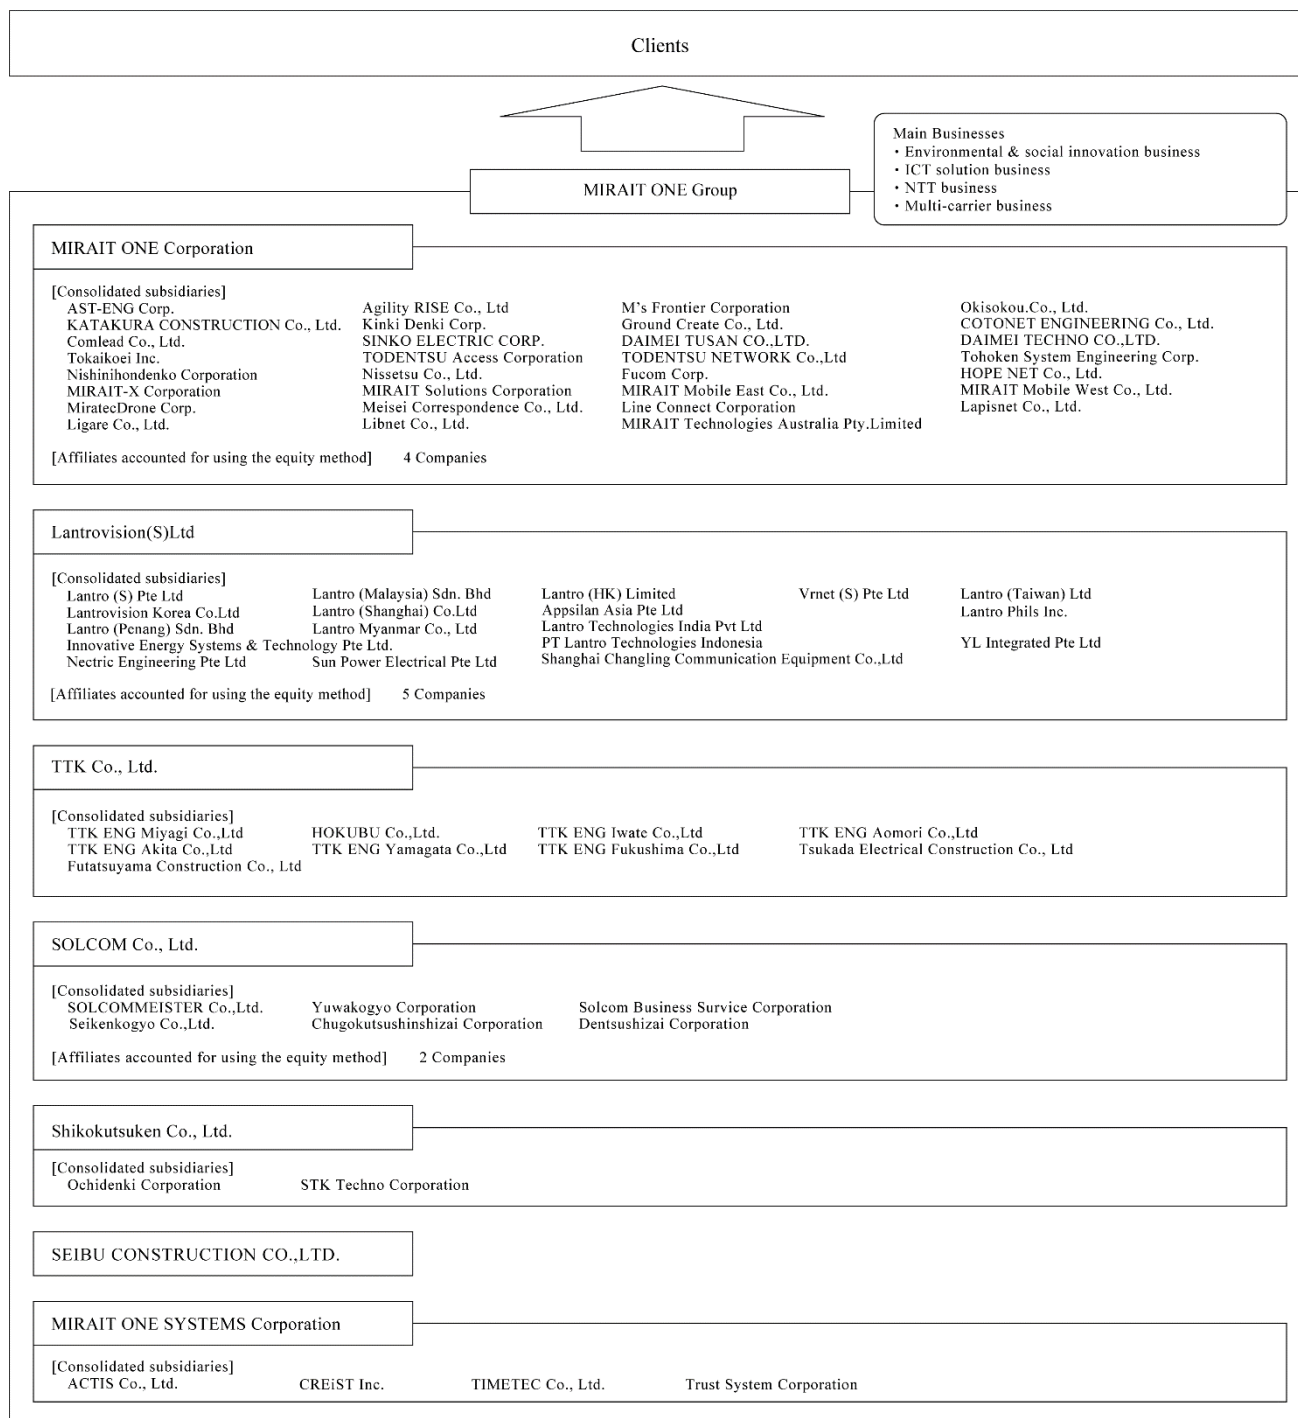 Clients
Main Businesses
・Environmental & social innovation business
・ICT solution business
・NTT business
・Multi-carrier business
MIRAIT ONE Group
MIRAIT ONE Corporation
[Consolidated subsidiaries]
AST-ENG Corp. Agility RISE Co., Ltd M's Frontier Corporation Okisokou.Co., Ltd.
KATAKURA CONSTRUCTION Co., Ltd. Kinki Denki Corp. Ground Create Co., Ltd. COTONET ENGINEERING Co., Ltd.
Comlead Co., Ltd. SINKO ELECTRIC CORP. DAIMEI TUSAN CO.,LTD. DAIMEI TECHNO CO.,LTD.
Tokaikoei Inc. TODENTSU Access Corporation TODENTSU NETWORK Co.,Ltd Tohoken System Engineering Corp.
Nishinihondenko Corporation Nissetsu Co., Ltd. Fucom Corp. HOPE NET Co., Ltd.
MIRAIT-X Corporation MIRAIT Solutions Corporation MIRAIT Mobile East Co., Ltd. MIRAIT Mobile West Co., Ltd.
MiratecDrone Corp. Meisei Correspondence Co., Ltd. Line Connect Corporation Lapisnet Co., Ltd.
Ligare Co., Ltd. Libnet Co., Ltd. MIRAIT Technologies Australia Pty.Limited
[Affiliates accounted for using the equity method] 4 Companies
Lantrovision(S)Ltd
[Consolidated subsidiaries]
Lantro (S) Pte Ltd Lantro (Malaysia) Sdn. Bhd Lantro (HK) Limited Vrnet (S) Pte Ltd Lantro (Taiwan) Ltd
Lantrovision Korea Co.Ltd Lantro (Shanghai) Co.Ltd Appsilan Asia Pte Ltd Lantro Phils Inc.
Lantro (Penang) Sdn. Bhd Lantro Myanmar Co., Ltd Lantro Technologies India Pvt Ltd
Innovative Energy Systems & Technology Pte Ltd. PT Lantro Technologies Indonesia YL Integrated Pte Ltd
Nectric Engineering Pte Ltd Sun Power Electrical Pte Ltd Shanghai Changling Communication Equipment Co.,Ltd
[Affiliates accounted for using the equity method] 5 Companies
TTK Co., Ltd.
[Consolidated subsidiaries]
TTK ENG Miyagi Co.,Ltd HOKUBU Co.,Ltd. TTK ENG Iwate Co.,Ltd TTK ENG Aomori Co.,Ltd
TTK ENG Akita Co.,Ltd TTK ENG Yamagata Co.,Ltd TTK ENG Fukushima Co.,Ltd Tsukada Electrical Construction Co., Ltd
Futatsuyama Construction Co., Ltd
SOLCOM Co., Ltd.
[Consolidated subsidiaries]
SOLCOMMEISTER Co.,Ltd. Yuwakogyo Corporation Solcom Business Survice Corporation
Seikenkogyo Co.,Ltd. Chugokutsushinshizai Corporation Dentsushizai Corporation
[Affiliates accounted for using the equity method] 2 Companies
Shikokutsuken Co., Ltd.
[Consolidated subsidiaries]
Ochidenki Corporation STK Techno Corporation
SEIBU CONSTRUCTION CO.,LTD.
MIRAIT ONE SYSTEMS Corporation
[Consolidated subsidiaries]
ACTIS Co., Ltd. CREiST Inc. TIMETEC Co., Ltd. Trust System Corporation